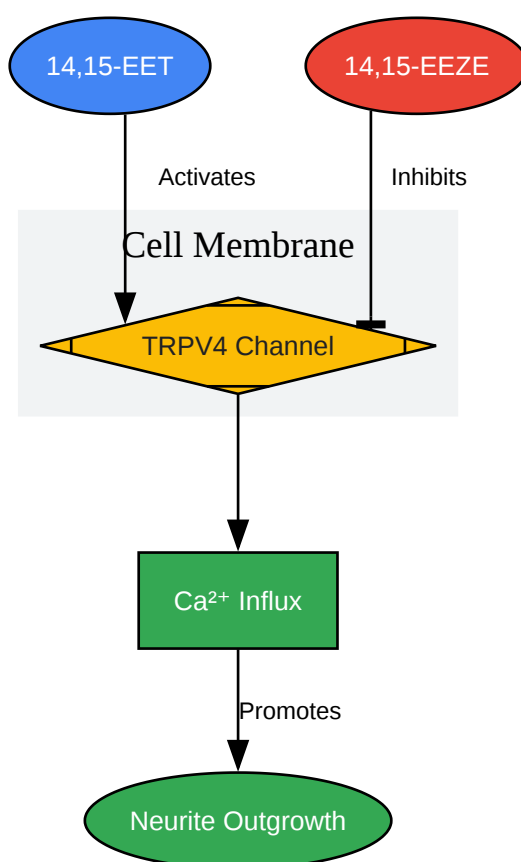 14,15-EET
14,15-EEZE
Activates
Inhibits
Cell Membrane
TRPV4 Channel
Ca²⁺ Influx
Promotes
Neurite Outgrowth